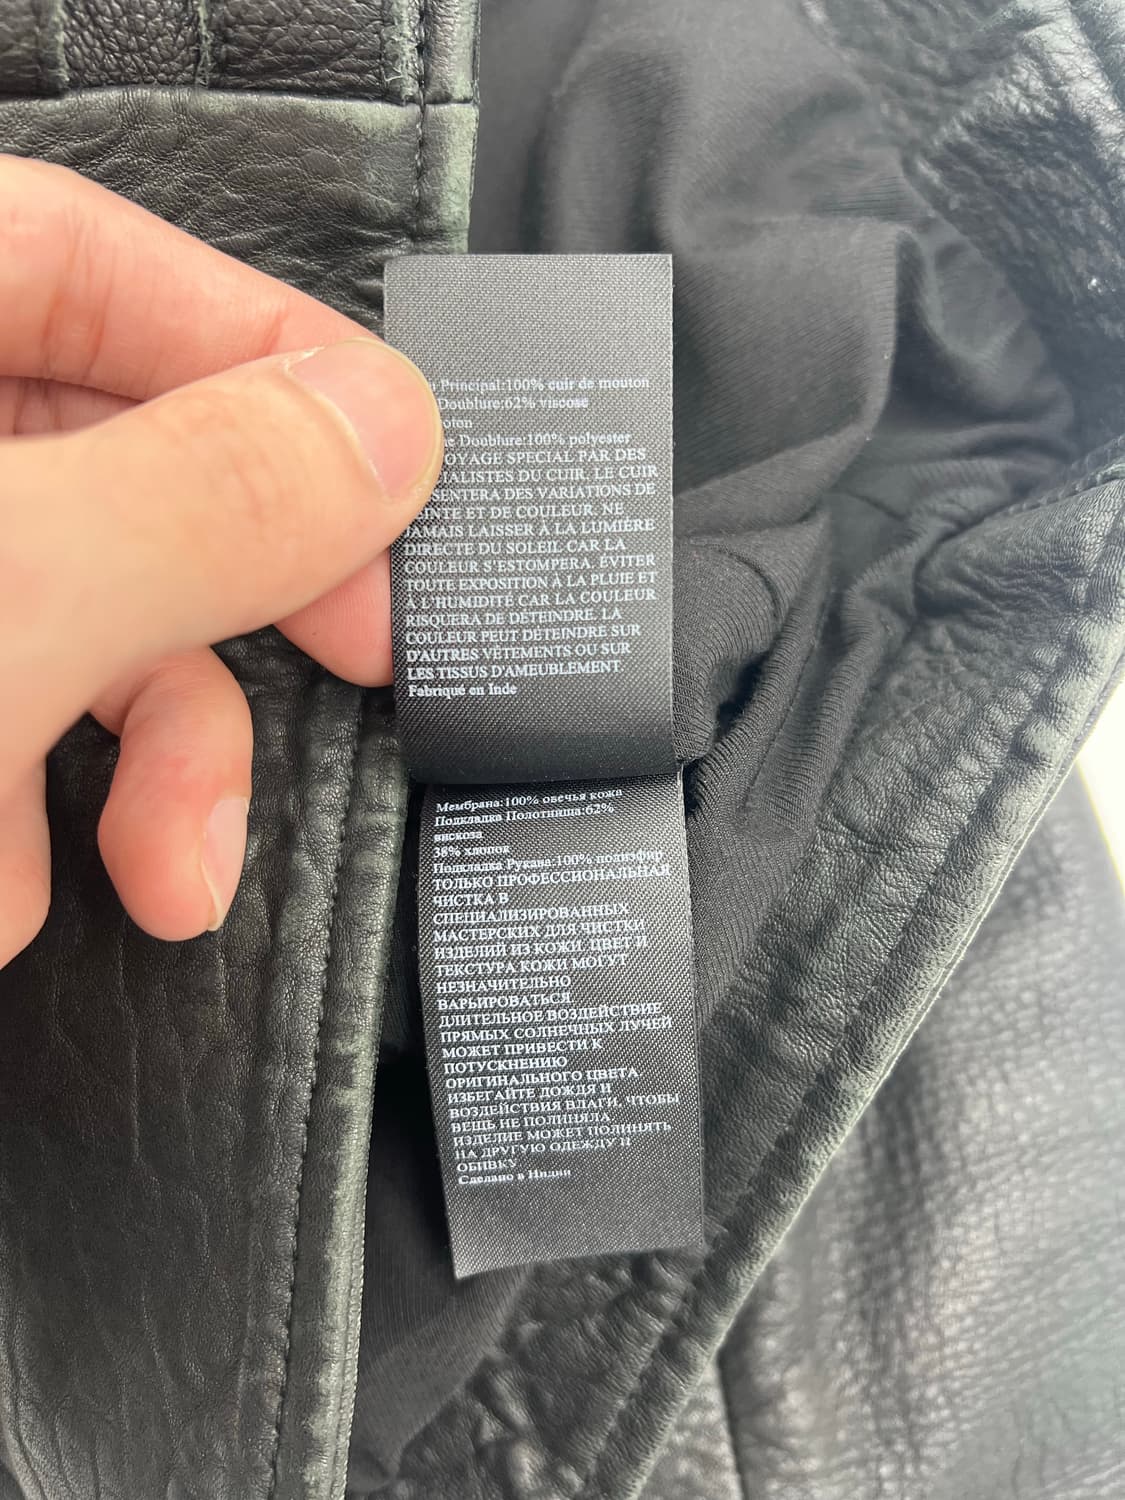 Principal:100% cuir de mouton
Doublure:62% viscose
Doublure:100% polyester
SPECIAL PAR DES
DU CUIR. LE CUIR
DES VARIATIONS DE
ET DE COULEUR. NE
JAMAIS LAISSER À LA LUMIÈRE
DIRECTE DU SOLEIL CAR LA
COULEUR S'ESTOMPERA. ÉVITER
TOUTE EXPOSITION À LA PLUIE ET
À L'HUMIDITÉ CAR LA COULEUR
RISQUERA DE DÉTEINDRE. LA
COULEUR PEUT DÉTEINDRE SUR
D'AUTRES VÊTEMENTS OU SUR
LES TISSUS D'AMEUBLEMENT.
Fabriqué en Inde
Мембрана:100% овечья кожа
Подкладка Полотнища:62%
вискоза
38% хлопок
Подкладка Рукава:100% полиэфир
ТОЛЬКО ПРОФЕССИОНАЛЬНАЯ
ЧИСТКА В
СПЕЦИАЛИЗИРОВАННЫХ
МАСТЕРСКИХ ДЛЯ ЧИСТКИ
ИЗДЕЛИЙ ИЗ КОЖИ. ЦВЕТ И
ТЕКСТУРА КОЖИ МОГУТ
НЕЗНАЧИТЕЛЬНО
ВАРЬИРОВАТЬСЯ.
ДЛИТЕЛЬНОЕ ВОЗДЕЙСТВИЕ
ПРЯМЫХ СОЛНЕЧНЫХ ЛУЧЕЙ
МОЖЕТ ПРИВЕСТИ К
ПОТУСКНЕНИЮ
ОРИГИНАЛЬНОГО ЦВЕТА.
ИЗБЕГАЙТЕ ДОЖДЯ И
ВОЗДЕЙСТВИЯ ВЛАГИ, ЧТОБЫ
ВЕЩЬ НЕ ПОЛИНЯЛА.
ИЗДЕЛИЕ МОЖЕТ ПОЛИНЯТЬ
НА ДРУГУЮ ОДЕЖДУ И
ОБИВКУ
Сделано в Индии